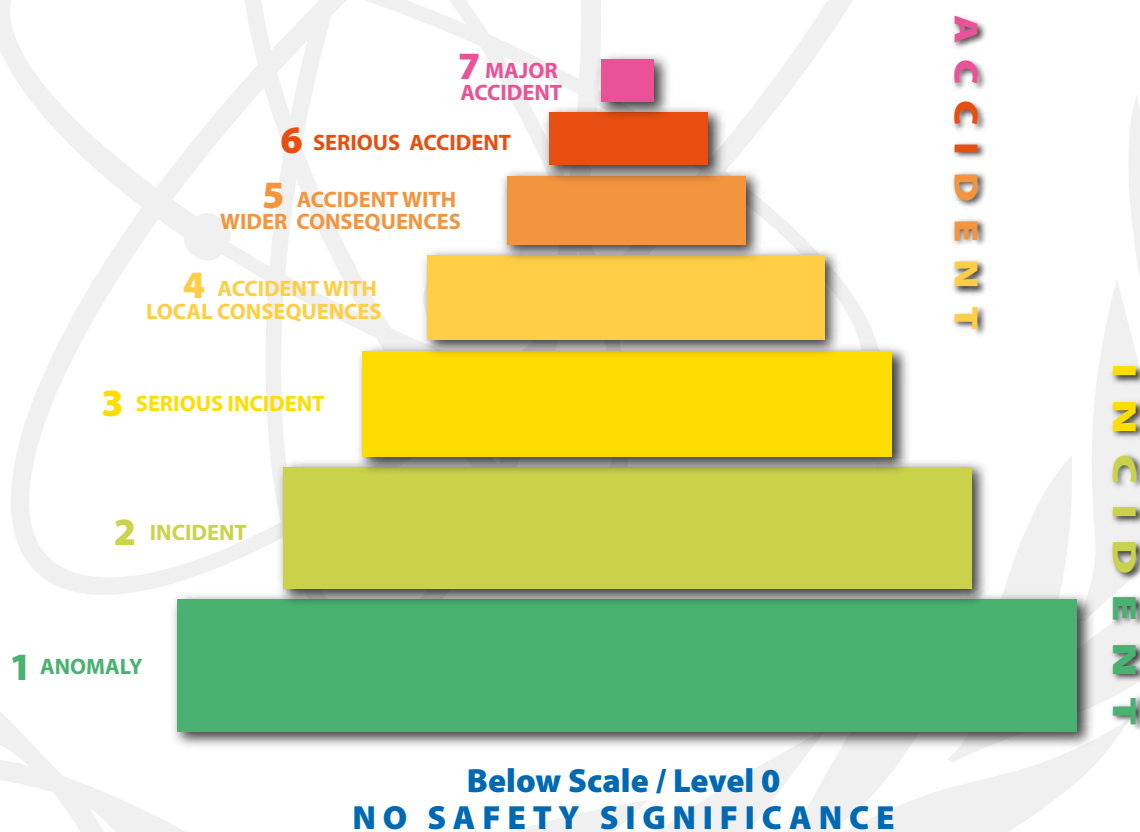 7 MAJOR
ACCIDENT
6 SERIOUS ACCIDENT
5 ACCIDENT WITH
WIDER CONSEQUENCES
4 ACCIDENT WITH
LOCAL CONSEQUENCES
3 SERIOUS INCIDENT
2 INCIDENT
1 ANOMALY
ACCIDENT
INCIDENT
Below Scale / Level 0
NO SAFETY SIGNIFICANCE